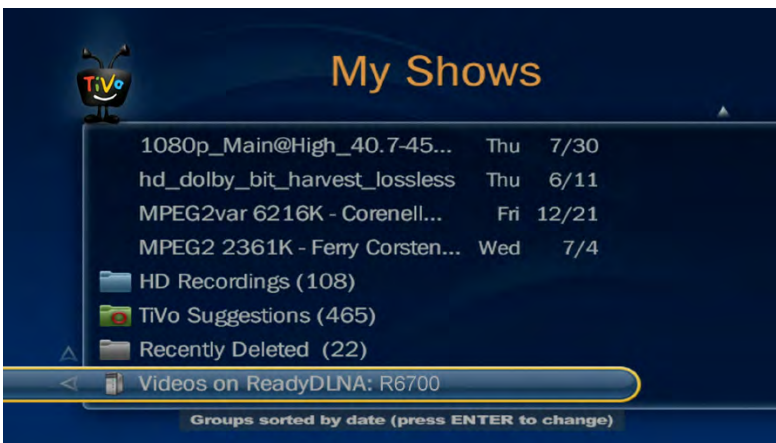 My Shows
TiVo
1080p_Main@High_40.7-45... Thu 7/30
hd_dolby_bit_harvest_lossless Thu 6/11
MPEG2var 6216K - Corenell... Fri 12/21
MPEG2 2361K - Ferry Corsten... Wed 7/4
HD Recordings (108)
TiVo Suggestions (465)
Recently Deleted (22)
Videos on ReadyDLNA: R6700
Groups sorted by date (press ENTER to change)